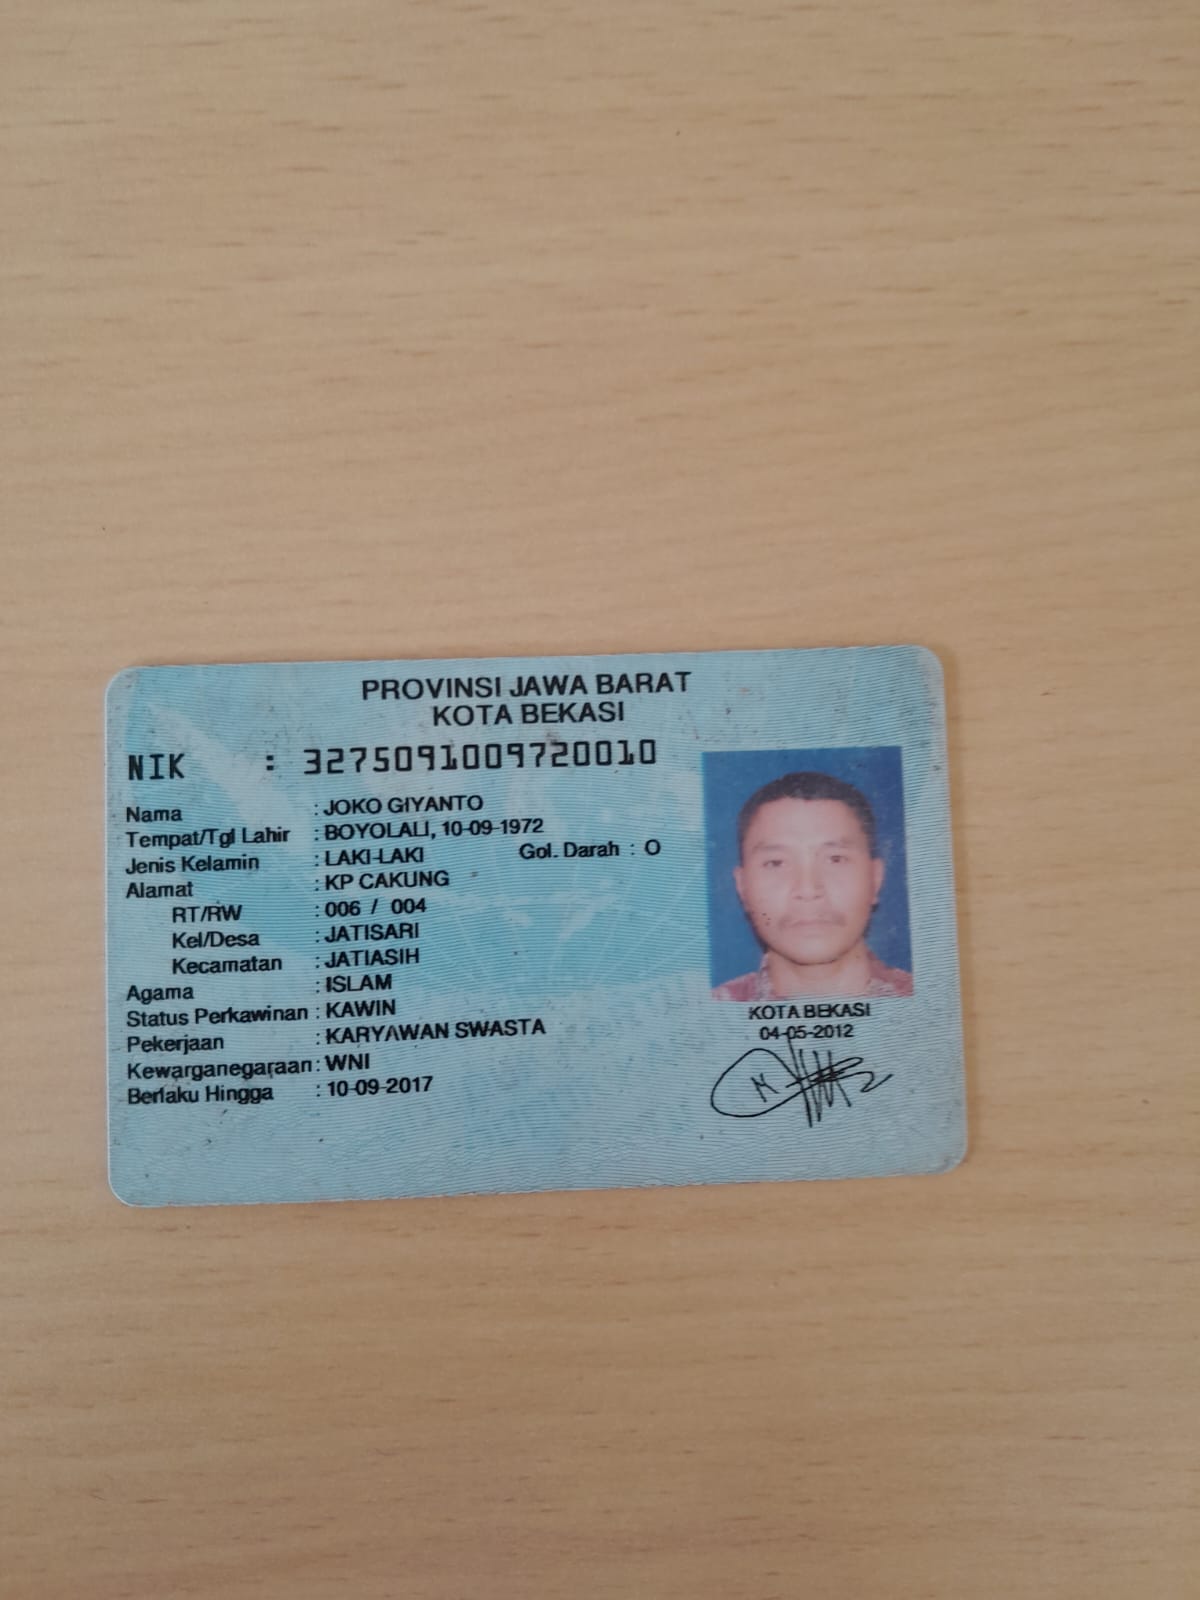 PROVINSI JAWA BARAT
KOTA BEKASI
NIK : 3275091009720010
Nama : JOKO GIYANTO
Tempat/Tgl Lahir : BOYOLALI, 10-09-1972
Jenis Kelamin : LAKI-LAKI Gol. Darah : O
Alamat : KP CAKUNG
RT/RW : 006 / 004
Kel/Desa : JATISARI
Kecamatan : JATIASIH
Agama : ISLAM
Status Perkawinan : KAWIN
Pekerjaan : KARYAWAN SWASTA
Kewarganegaraan : WNI
Berlaku Hingga : 10-09-2017
KOTA BEKASI
04-05-2012